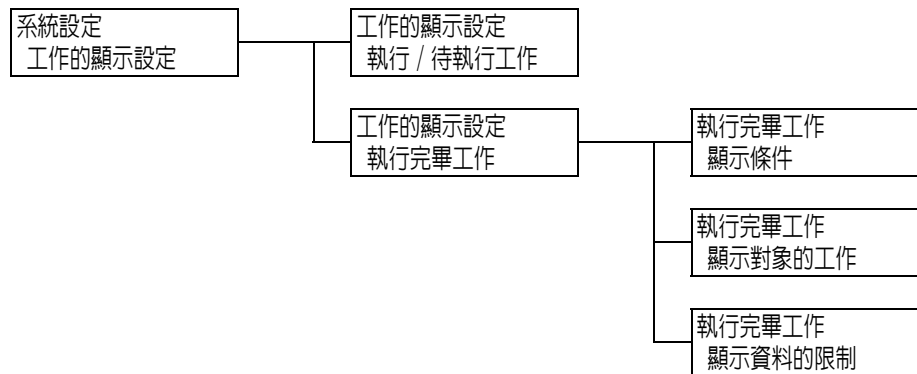 系統設定
工作的顯示設定
工作的顯示設定
執行 / 待執行工作
工作的顯示設定
執行完畢工作
執行完畢工作
顯示條件
執行完畢工作
顯示對象的工作
執行完畢工作
顯示資料的限制